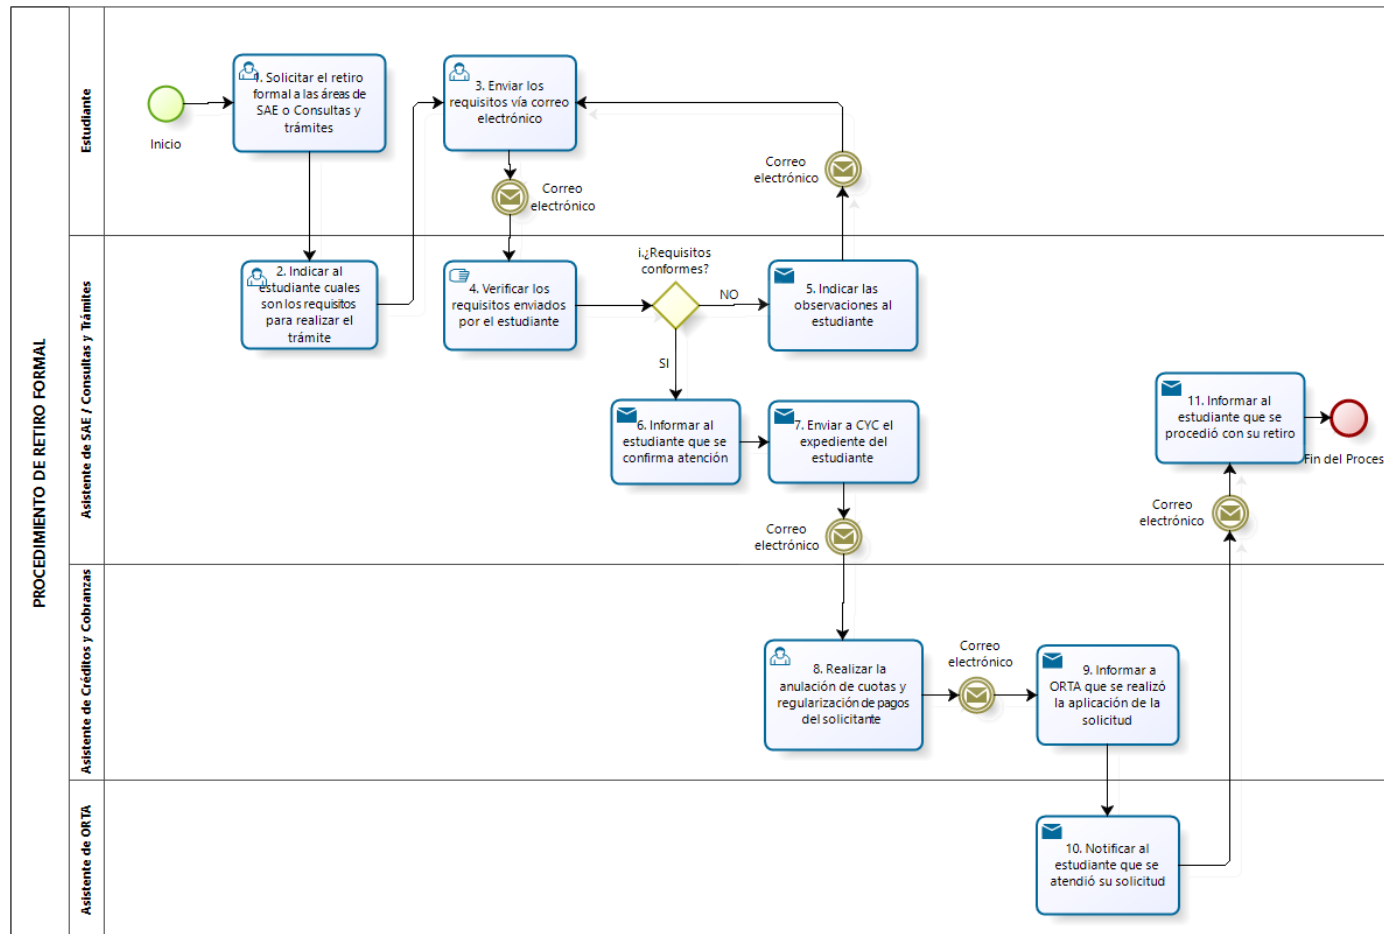 PROCEDIMIENTO DE RETIRO FORMAL
Estudiante
Inicio
1. Solicitar el retiro
formal a las áreas de
SAE o Consultas y
trámites
3. Enviar los
requisitos vía correo
electrónico
Correo
electrónico
Correo
electrónico
Asistente de SAE / Consultas y Trámites
2. Indicar al
estudiante cuales
son los requisitos
para realizar el
trámite
4. Verificar los
requisitos enviados
por el estudiante
i.¿Requisitos
conformes?
NO
5. Indicar las
observaciones al
estudiante
SI
6. Informar al
estudiante que se
confirma atención
7. Enviar a CYC el
expediente del
estudiante
Correo
electrónico
11. Informar al
estudiante que se
procedió con su retiro
Fin del Proces
Correo
electrónico
Asistente de Créditos y Cobranzas
8. Realizar la
anulación de cuotas y
regularización de pagos
del solicitante
Correo
electrónico
9. Informar a
ORTA que se realizó
la aplicación de la
solicitud
Asistente de ORTA
10. Notificar al
estudiante que se
atendió su solicitud